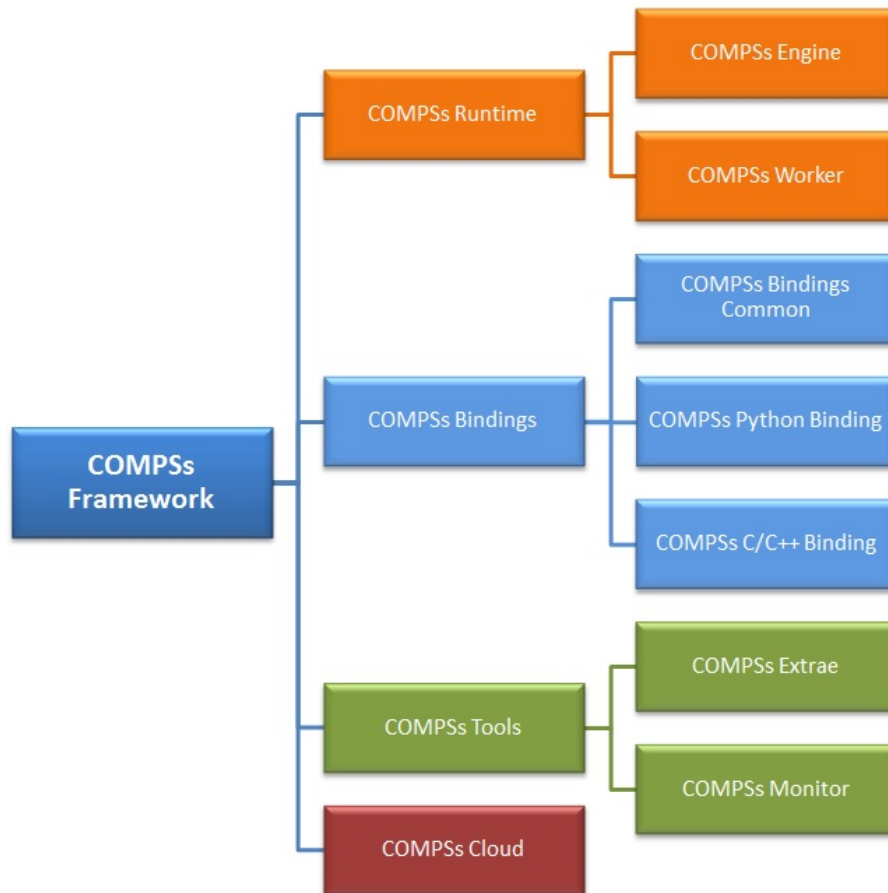 COMPSs Engine
COMPSs Runtime
COMPSs Worker
COMPSs Bindings
Common
COMPSs Bindings
COMPSs Python Binding
COMPSs
Framework
COMPSs C/C++ Binding
COMPSs Extrae
COMPSs Tools
COMPSs Monitor
COMPSs Cloud